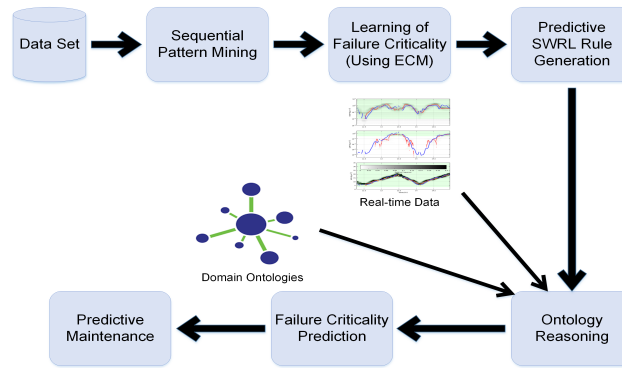 Data Set
Sequential
Pattern Mining
Learning of
Failure Criticality
(Using ECM)
Predictive
SWRL Rule
Generation
Real-time Data
Domain Ontologies
Predictive
Maintenance
Failure Criticality
Prediction
Ontology
Reasoning